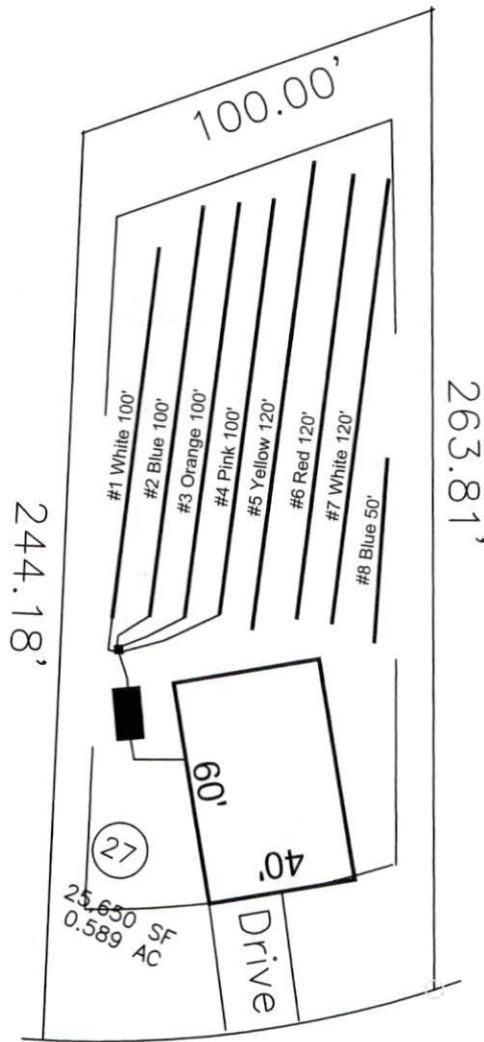 100.00'
263.81'
244.18'
#1 White 100'
#2 Blue 100'
#3 Orange 100'
#4 Pink 100'
#5 Yellow 120'
#6 Red 120'
#7 White 120'
#8 Blue 50'
60'
40'
27
25,650 SF
0.589 AC
Drive